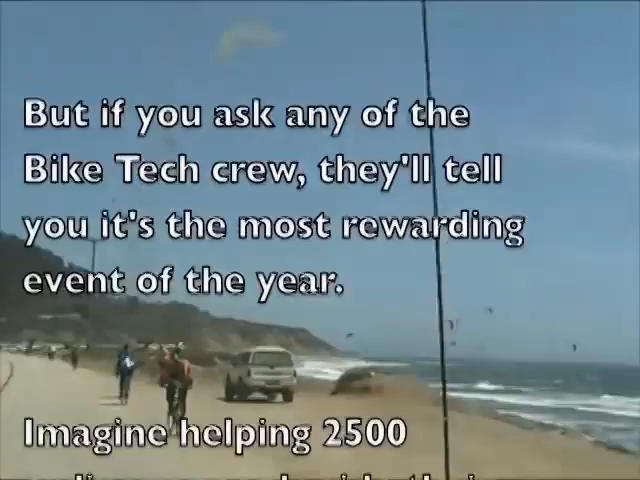 But if you ask any of the
Bike Tech crew, they'll tell
you it's the most rewarding
event of the year.
Imagine helping 2500